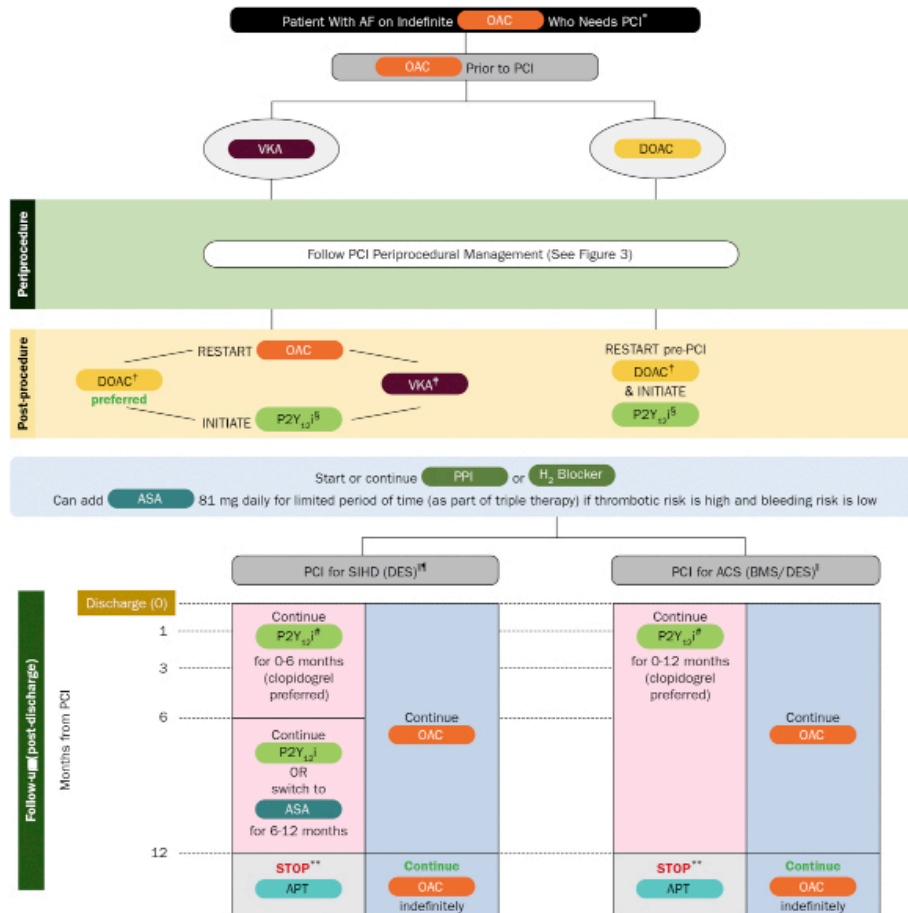 Patient With AF on Indefinite OAC Who Needs PCI*
OAC Prior to PCI
VKA
DOAC
Periprocedure
Follow PCI Periprocedural Management (See Figure 3)
Post-procedure
RESTART OAC
DOAC†
preferred
VKA‡
INITIATE P2Y₁₂i§
RESTART pre-PCI
DOAC†
& INITIATE
P2Y₁₂i§
Start or continue PPI or H₂ Blocker
Can add ASA 81 mg daily for limited period of time (as part of triple therapy) if thrombotic risk is high and bleeding risk is low
PCI for SIHD (DES)‖¶
PCI for ACS (BMS/DES)‖
(post-discharge)
Months from PCI
Discharge (0)
1
3
6
12
Continue
P2Y₁₂i#
for 0-6 months
(clopidogrel
preferred)
Continue
P2Y₁₂i
OR
switch to
ASA
for 6-12 months
STOP**
APT
Continue
OAC
Continue
OAC
indefinitely
Continue
P2Y₁₂i#
for 0-12 months
(clopidogrel
preferred)
STOP**
APT
Continue
OAC
Continue
OAC
indefinitely